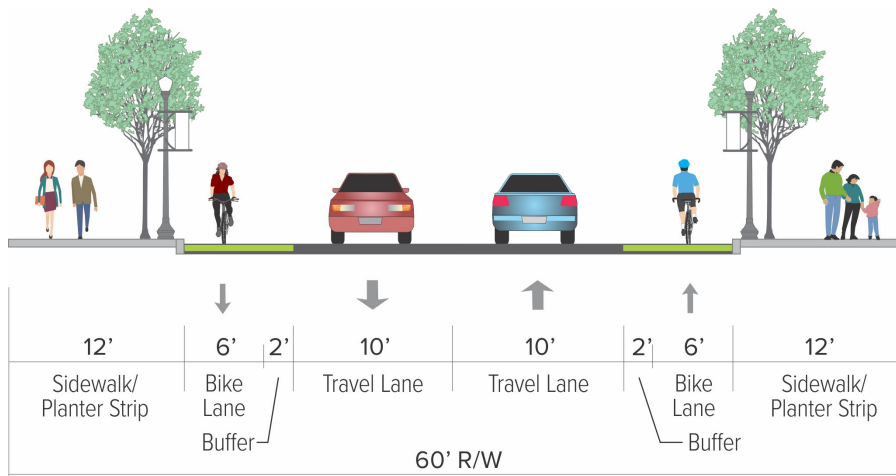 12’ 6’ 2’ 10’ 10’ 2’ 6’ 12’
Sidewalk/
Planter Strip
Bike
Lane
Buffer
Travel Lane
Travel Lane
Bike
Lane
Buffer
Sidewalk/
Planter Strip
60’ R/W